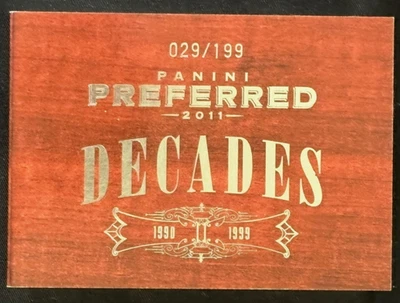 029/199
PANINI
PREFERRED
2011
DECADES
1990 1999